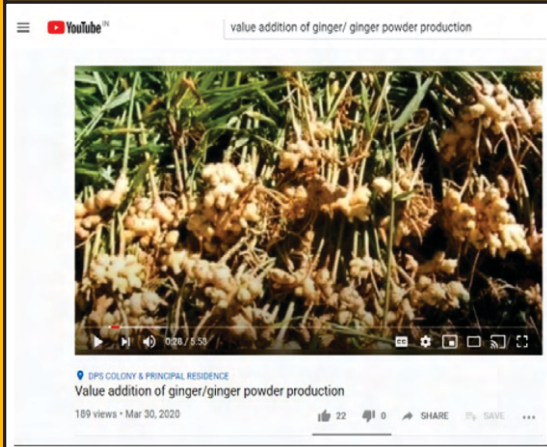 YouTube IN
value addition of ginger/ ginger powder production
0:28 / 5:53
CC
DPS COLONY & PRINCIPAL RESIDENCE
Value addition of ginger/ginger powder production
189 views • Mar 30, 2020
22 0 SHARE SAVE